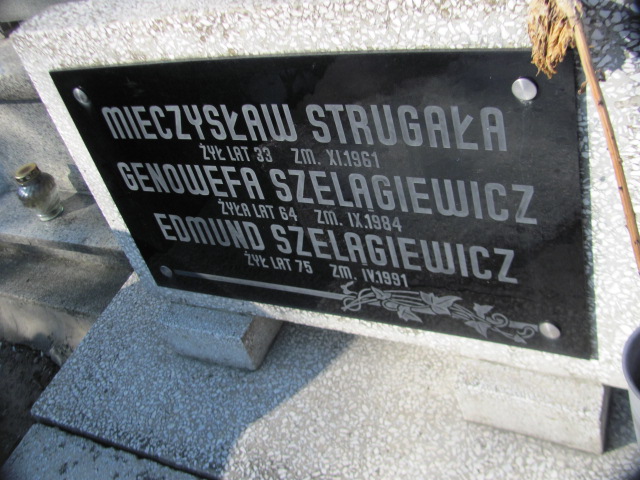 MIECZYSŁAW STRUGAŁA
ŻYŁ LAT 33 ZM. XI.1961
GENOWEFA SZELĄGIEWICZ
ŻYŁA LAT 64 ZM. IX.1984
EDMUND SZELĄGIEWICZ
ŻYŁ LAT 75 ZM. IV.1991